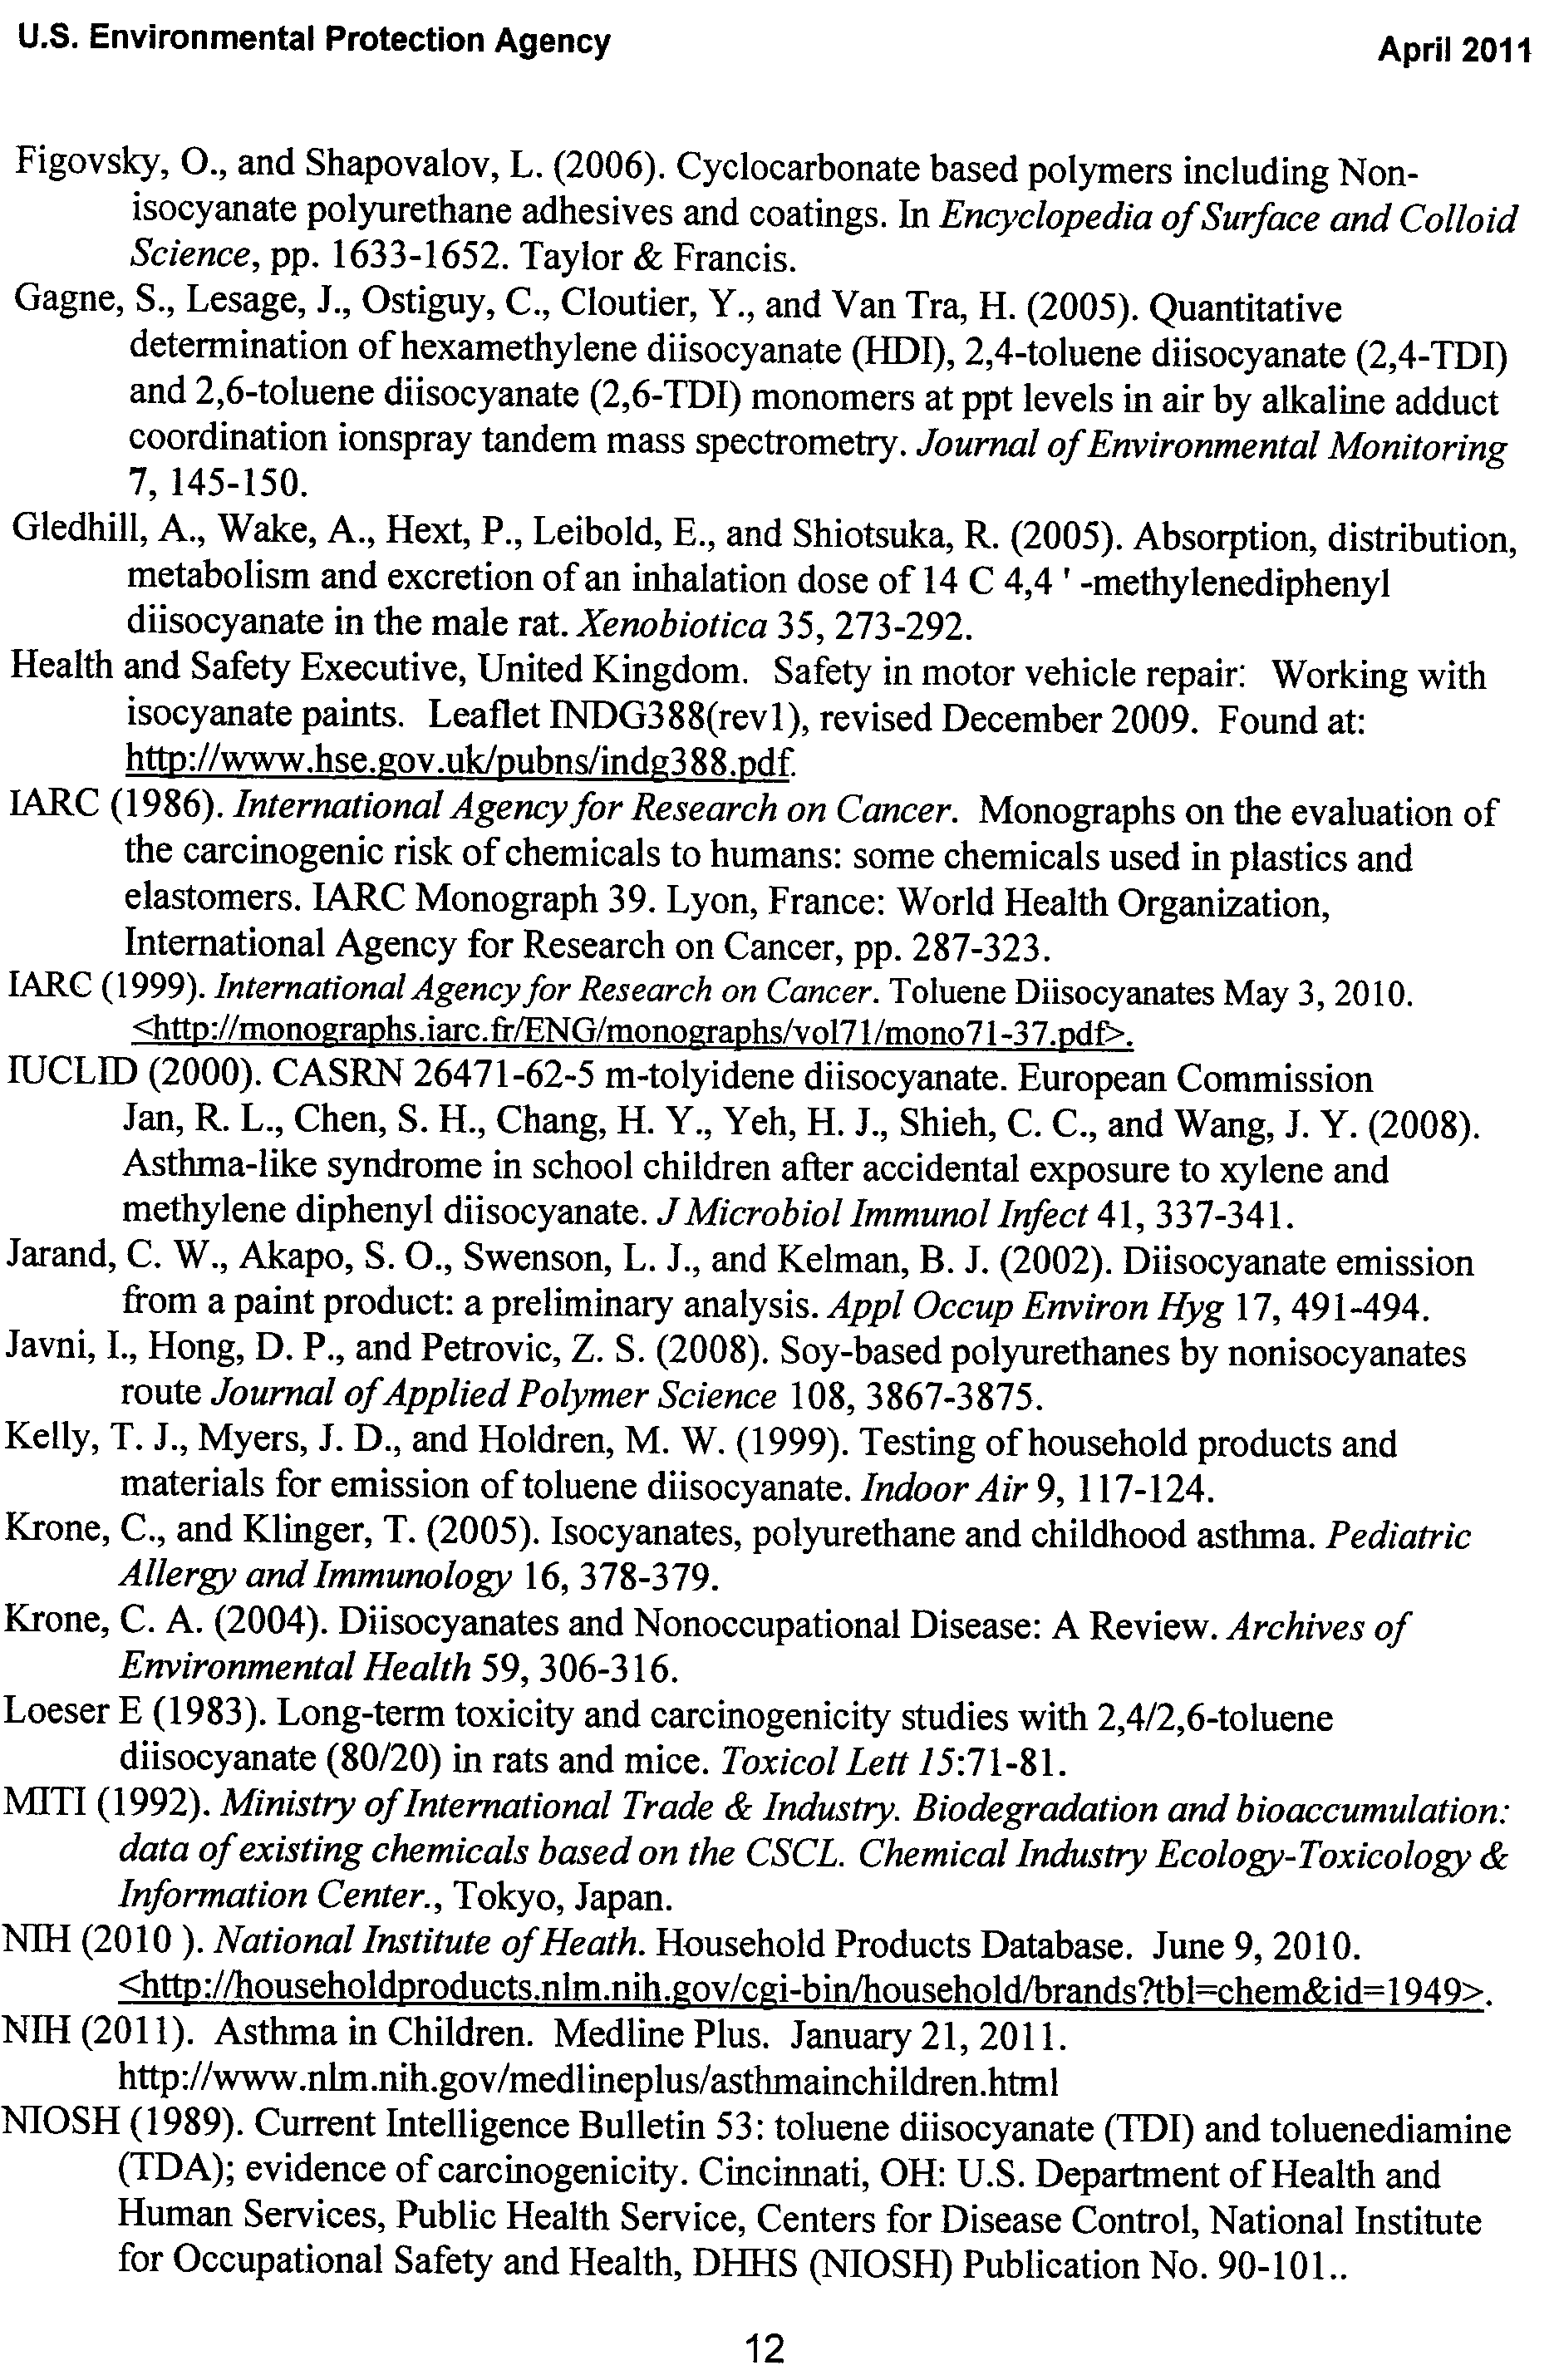 U.S. Environmental Protection Agency April 2011
Figovsky, O., and Shapovalov, L. (2006). Cyclocarbonate based polymers including Non-
isocyanate polyurethane adhesives and coatings. In Encyclopedia of Surface and Colloid
Science, pp. 1633-1652. Taylor & Francis.
Gagne, S., Lesage, J., Ostiguy, C., Cloutier, Y., and Van Tra, H. (2005). Quantitative
determination of hexamethylene diisocyanate (HDI), 2,4-toluene diisocyanate (2,4-TDI)
and 2,6-toluene diisocyanate (2,6-TDI) monomers at ppt levels in air by alkaline adduct
coordination ionspray tandem mass spectrometry. Journal of Environmental Monitoring
7, 145-150.
Gledhill, A., Wake, A., Hext, P., Leibold, E., and Shiotsuka, R. (2005). Absorption, distribution,
metabolism and excretion of an inhalation dose of 14 C 4,4 ' -methylenediphenyl
diisocyanate in the male rat. Xenobiotica 35, 273-292.
Health and Safety Executive, United Kingdom. Safety in motor vehicle repair: Working with
isocyanate paints. Leaflet INDG388(rev1), revised December 2009. Found at:
http://www.hse.gov.uk/pubns/indg388.pdf.
IARC (1986). International Agency for Research on Cancer. Monographs on the evaluation of
the carcinogenic risk of chemicals to humans: some chemicals used in plastics and
elastomers. IARC Monograph 39. Lyon, France: World Health Organization,
International Agency for Research on Cancer, pp. 287-323.
IARC (1999). International Agency for Research on Cancer. Toluene Diisocyanates May 3, 2010.
<http://monographs.iarc.fr/ENG/monographs/vol71/mono71-37.pdf>.
IUCLID (2000). CASRN 26471-62-5 m-tolyidene diisocyanate. European Commission
Jan, R. L., Chen, S. H., Chang, H. Y., Yeh, H. J., Shieh, C. C., and Wang, J. Y. (2008).
Asthma-like syndrome in school children after accidental exposure to xylene and
methylene diphenyl diisocyanate. J Microbiol Immunol Infect 41, 337-341.
Jarand, C. W., Akapo, S. O., Swenson, L. J., and Kelman, B. J. (2002). Diisocyanate emission
from a paint product: a preliminary analysis. Appl Occup Environ Hyg 17, 491-494.
Javni, I., Hong, D. P., and Petrovic, Z. S. (2008). Soy-based polyurethanes by nonisocyanates
route Journal of Applied Polymer Science 108, 3867-3875.
Kelly, T. J., Myers, J. D., and Holdren, M. W. (1999). Testing of household products and
materials for emission of toluene diisocyanate. Indoor Air 9, 117-124.
Krone, C., and Klinger, T. (2005). Isocyanates, polyurethane and childhood asthma. Pediatric
Allergy and Immunology 16, 378-379.
Krone, C. A. (2004). Diisocyanates and Nonoccupational Disease: A Review. Archives of
Environmental Health 59, 306-316.
Loeser E (1983). Long-term toxicity and carcinogenicity studies with 2,4/2,6-toluene
diisocyanate (80/20) in rats and mice. Toxicol Lett 15:71-81.
MITI (1992). Ministry of International Trade & Industry. Biodegradation and bioaccumulation:
data of existing chemicals based on the CSCL. Chemical Industry Ecology-Toxicology &
Information Center., Tokyo, Japan.
NIH (2010 ). National Institute of Heath. Household Products Database. June 9, 2010.
<http://householdproducts.nlm.nih.gov/cgi-bin/household/brands?tbl=chem&id=1949>.
NIH (2011). Asthma in Children. Medline Plus. January 21, 2011.
http://www.nlm.nih.gov/medlineplus/asthmainchildren.html
NIOSH (1989). Current Intelligence Bulletin 53: toluene diisocyanate (TDI) and toluenediamine
(TDA); evidence of carcinogenicity. Cincinnati, OH: U.S. Department of Health and
Human Services, Public Health Service, Centers for Disease Control, National Institute
for Occupational Safety and Health, DHHS (NIOSH) Publication No. 90-101..
12